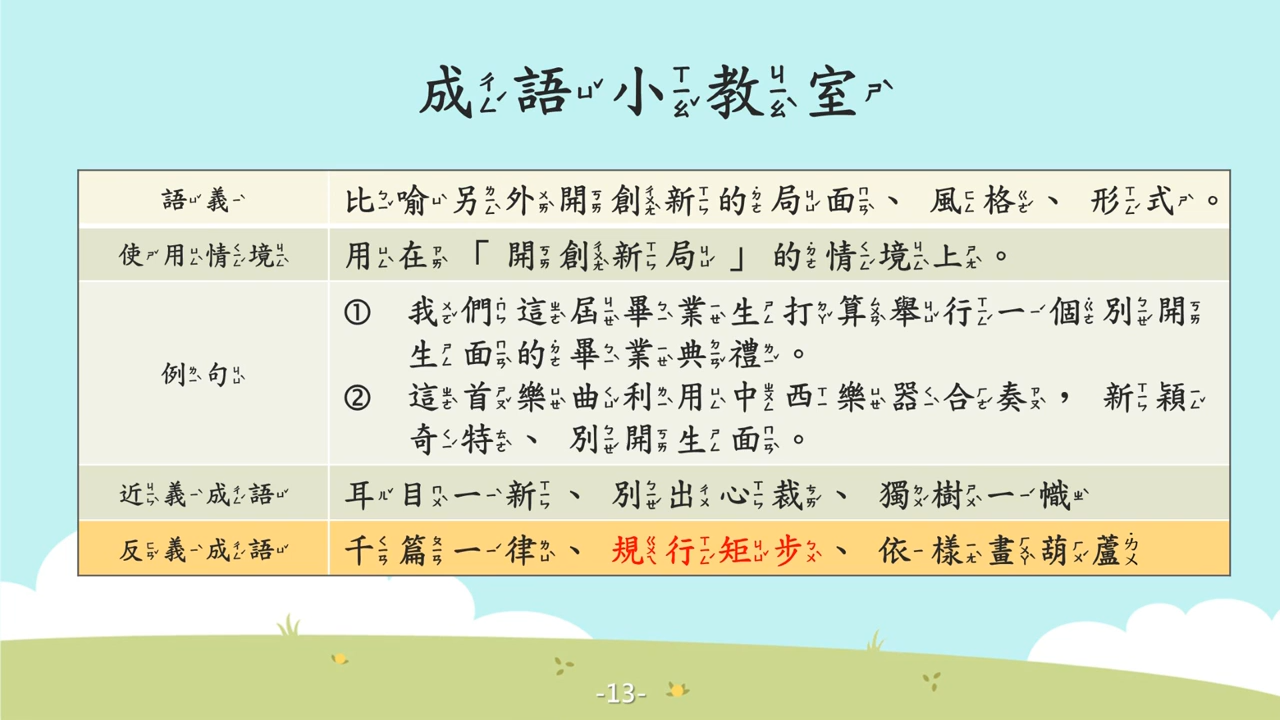 成語小教室
語義
比喻另外開創新的局面、風格、形式。
使用情境
用在「開創新局」的情境上。
例句
① 我們這屆畢業生打算舉行一個別開
生面的畢業典禮。
② 這首樂曲利用中西樂器合奏，新穎
奇特、別開生面。
近義成語
耳目一新、別出心裁、獨樹一幟
反義成語
千篇一律、規行矩步、依樣畫葫蘆
-13-